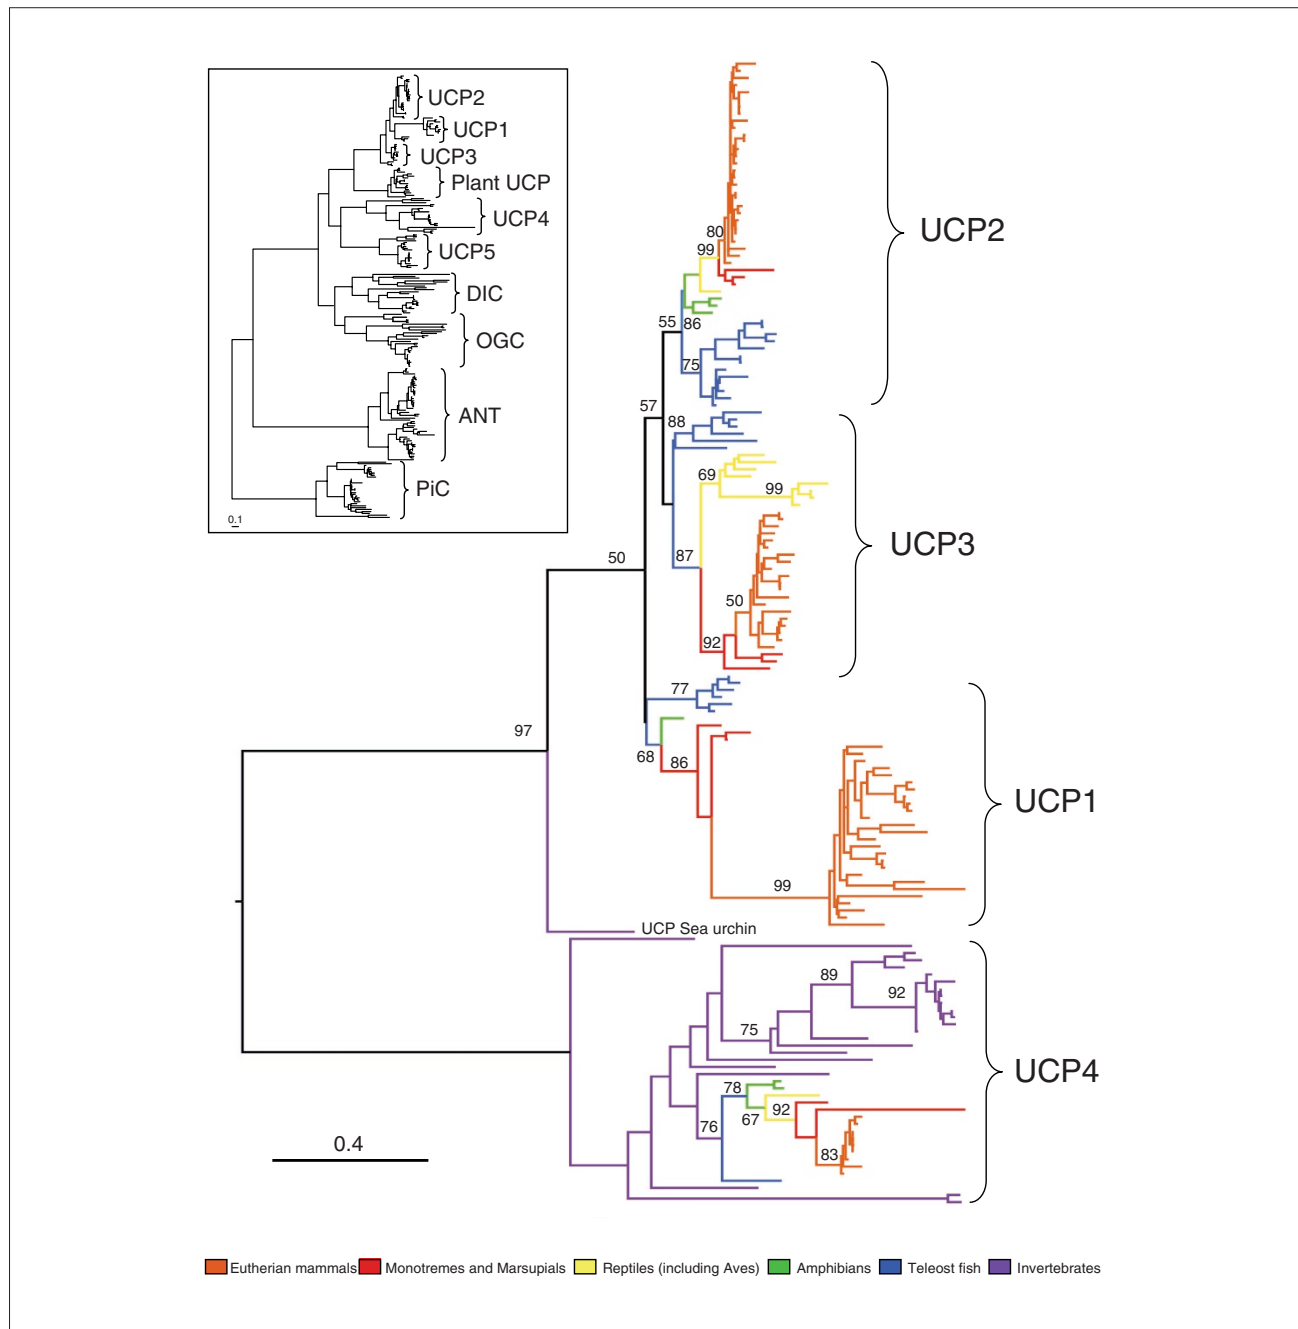 UCP2
UCP1
UCP3
Plant UCP
UCP4
UCP5
DIC
OGC
ANT
PiC
0.1
80
99
UCP2
55
86
75
57
88
69
99
UCP3
87
50
50
92
77
97
68
86
UCP1
99
UCP Sea urchin
89
92
75
UCP4
78
92
67
76
83
0.4
Eutherian mammals
Monotremes and Marsupials
Reptiles (including Aves)
Amphibians
Teleost fish
Invertebrates